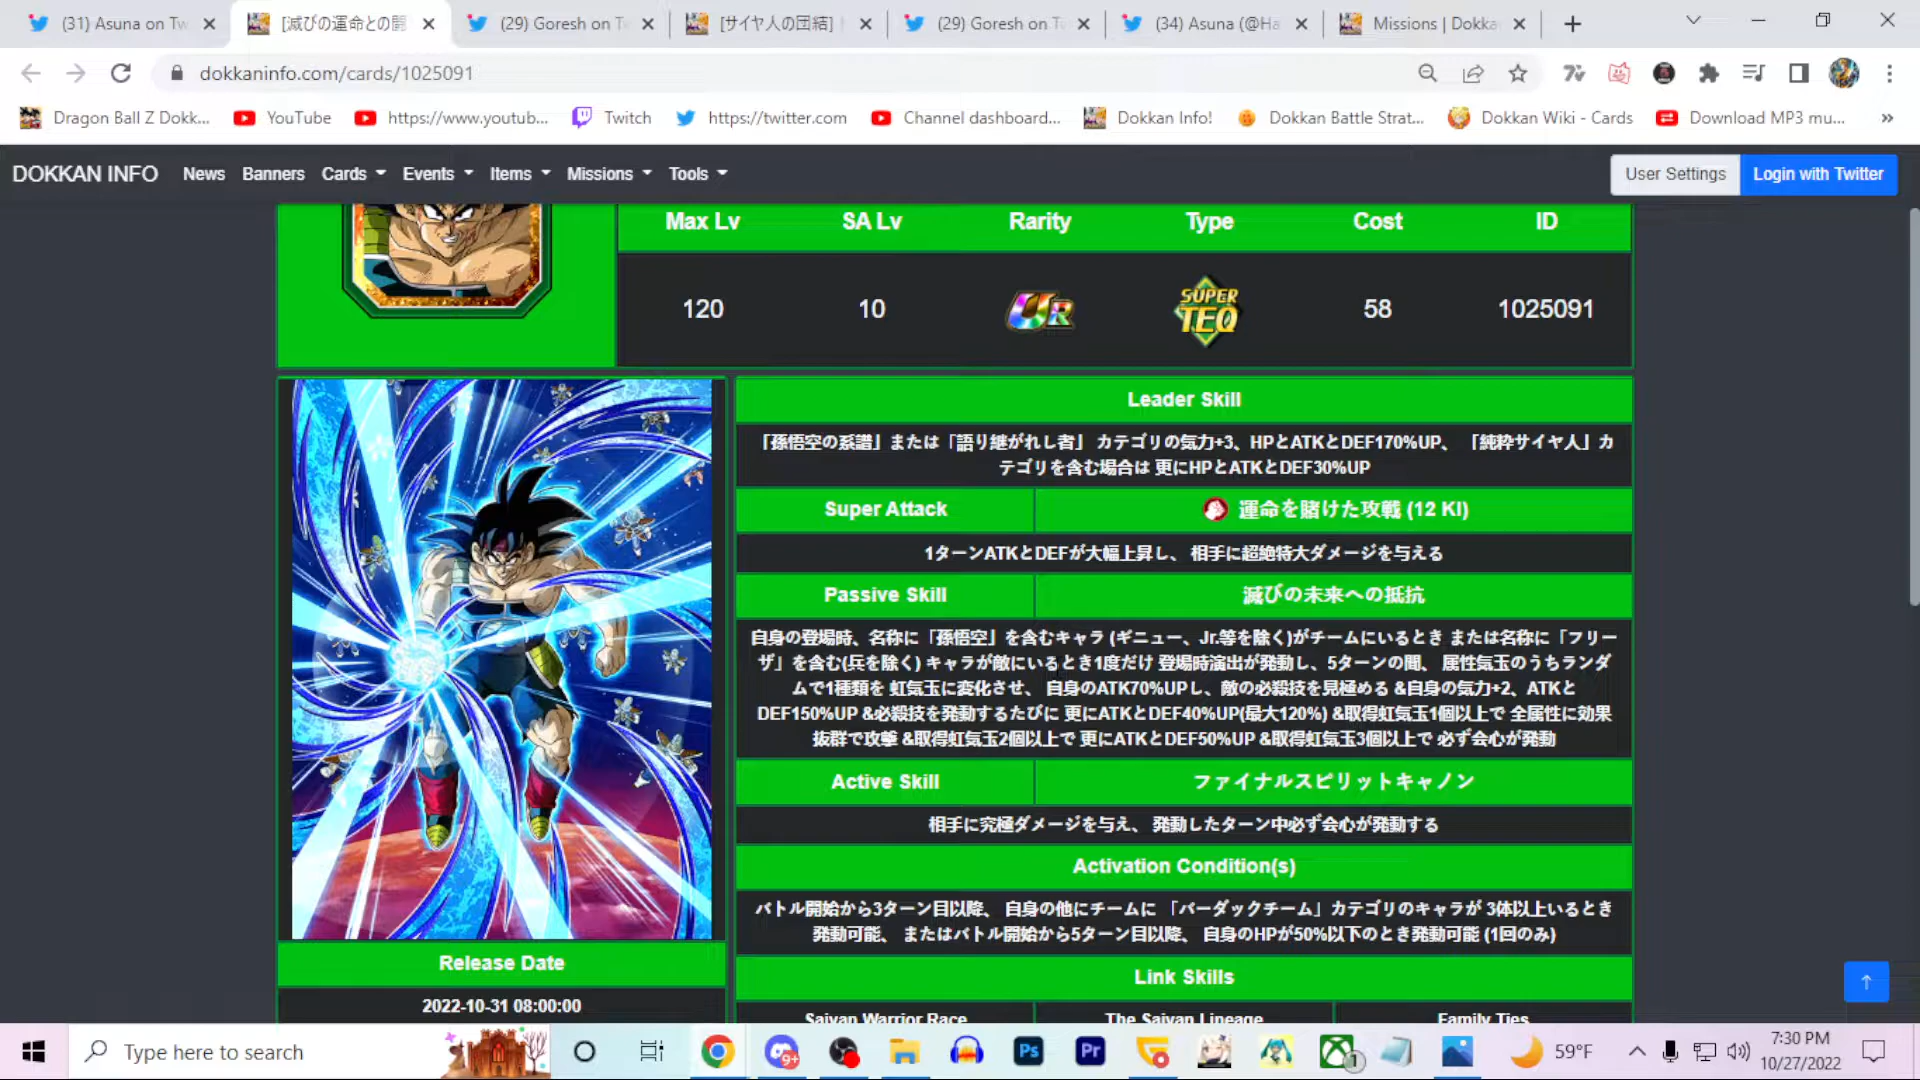 (31) Asuna on Tw
[滅びの運命との闘
(29) Goresh on Tw
[サイヤ人の団結]
(29) Goresh on Tw
(34) Asuna (@Ha
Missions | Dokka
dokkaninfo.com/cards/1025091
Dragon Ball Z Dokk...
YouTube
https://www.youtub...
Twitch
https://twitter.com
Channel dashboard...
Dokkan Info!
Dokkan Battle Strat...
Dokkan Wiki - Cards
Download MP3 mu...
»
DOKKAN INFO
News
Banners
Cards
Events
Items
Missions
Tools
User Settings
Login with Twitter
Max Lv
SA Lv
Rarity
Type
Cost
ID
120
10
UR
SUPER
TEQ
58
1025091
Leader Skill
「孫悟空の系譜」または「語り継がれし者」 カテゴリの気力+3、HPとATKとDEF170%UP、 「純粋サイヤ人」カ
テゴリを含む場合は 更にHPとATKとDEF30%UP
Super Attack
運命を賭けた攻戦 (12 KI)
1ターンATKとDEFが大幅上昇し、 相手に超絶特大ダメージを与える
Passive Skill
滅びの未来への抵抗
自身の登場時、名称に「孫悟空」を含むキャラ (ギニュー、Jr.等を除く)がチームにいるとき または名称に「フリー
ザ」を含む(兵を除く) キャラが敵にいるとき1度だけ 登場時演出が発動し、5ターンの間、 属性気玉のうちランダ
ムで1種類を 虹気玉に変化させ、 自身のATK70%UPし、敵の必殺技を見極める &自身の気力+2、ATKと
DEF150%UP &必殺技を発動するたびに 更にATKとDEF40%UP(最大120%) &取得虹気玉1個以上で 全属性に効果
抜群で攻撃 &取得虹気玉2個以上で 更にATKとDEF50%UP &取得虹気玉3個以上で 必ず会心が発動
Active Skill
ファイナルスピリットキャノン
相手に究極ダメージを与え、 発動したターン中必ず会心が発動する
Activation Condition(s)
バトル開始から3ターン目以降、 自身の他にチームに 「バーダックチーム」カテゴリのキャラが 3体以上いるとき
発動可能、 またはバトル開始から5ターン目以降、 自身のHPが50%以下のとき発動可能 (1回のみ)
Link Skills
Saiyan Warrior Race
The Saiyan Lineage
Family Ties
Release Date
2022-10-31 08:00:00
Type here to search
9+
Ps
Pr
1
59°F
7:30 PM
10/27/2022